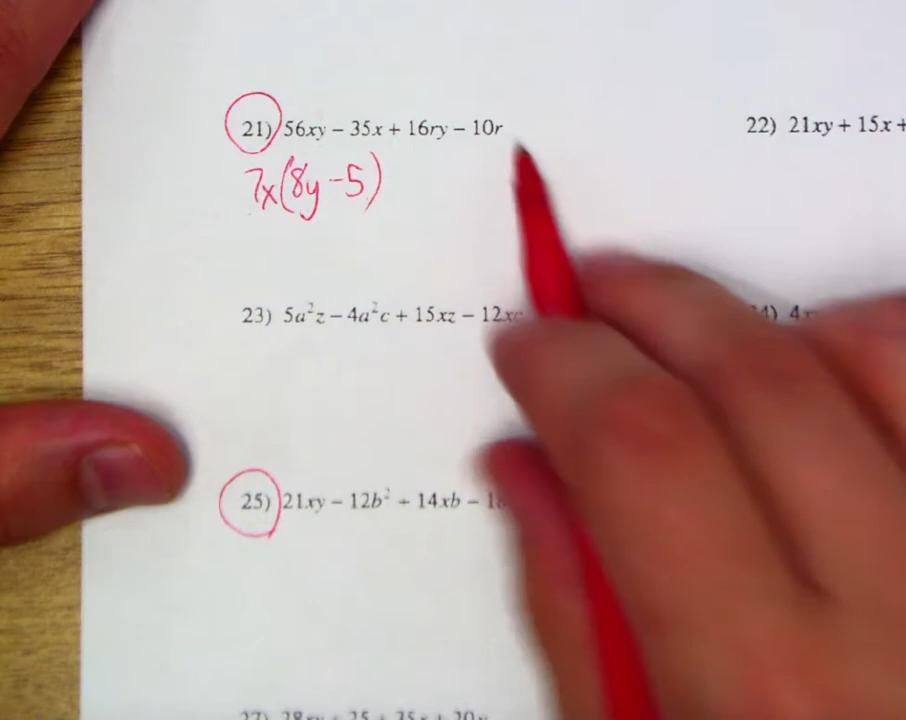 21) 56xy − 35x + 16ry − 10r
22) 21xy + 15x +
7x(8y −5)
23) 5a²z − 4a²c + 15xz − 12xc
25) 21xy − 12b² + 14xb −